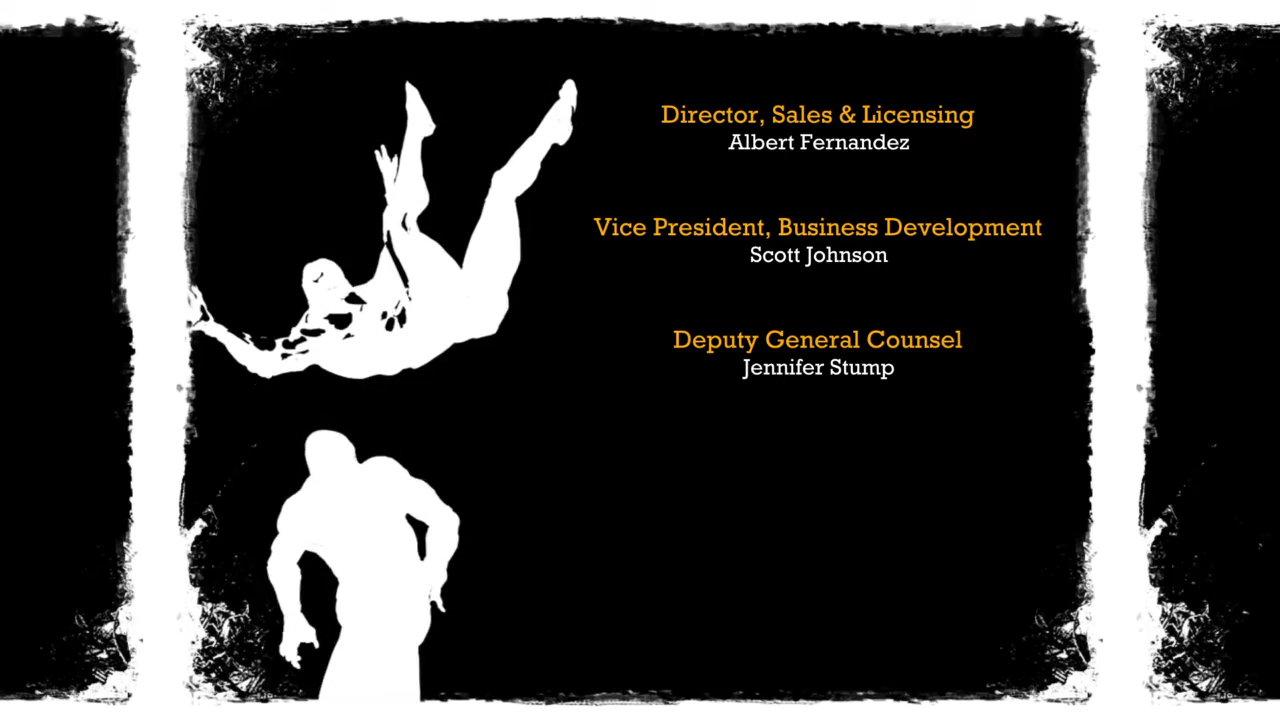 Director, Sales & Licensing
Albert Fernandez
Vice President, Business Development
Scott Johnson
Deputy General Counsel
Jennifer Stump